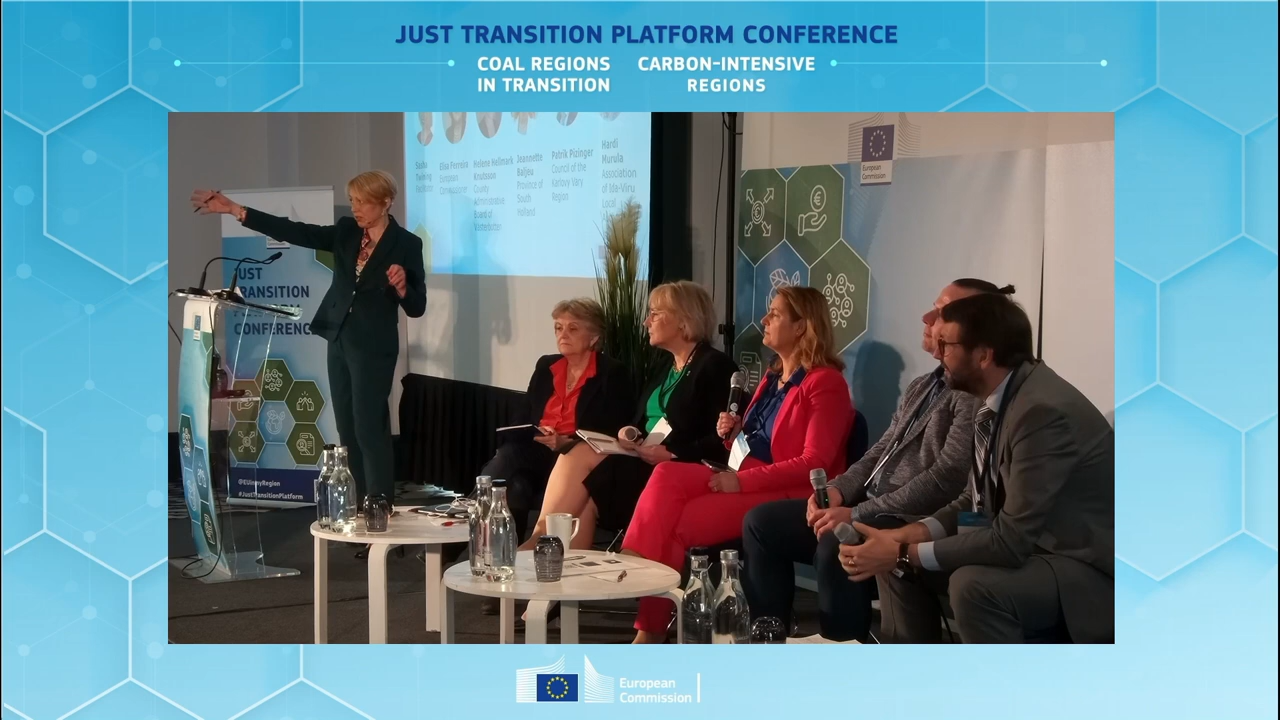 JUST TRANSITION PLATFORM CONFERENCE
COAL REGIONS
IN TRANSITION
CARBON-INTENSIVE
REGIONS
Elisa Ferreira
European
Helene Hellmark
Knutsson
County
Administrative
Board of
Västerbotten
Jeannette
Baljeu
Province of
South
Holland
Petrik Pizinger
Council of the
Karlovy Vary
Region
Hardi
Murula
Association
of Ida-Viru
Local
European
Commission
JUST
TRANSITION
CONFERENCE
@EUinmyRegion
#JustTransitionPlatform
European
Commission